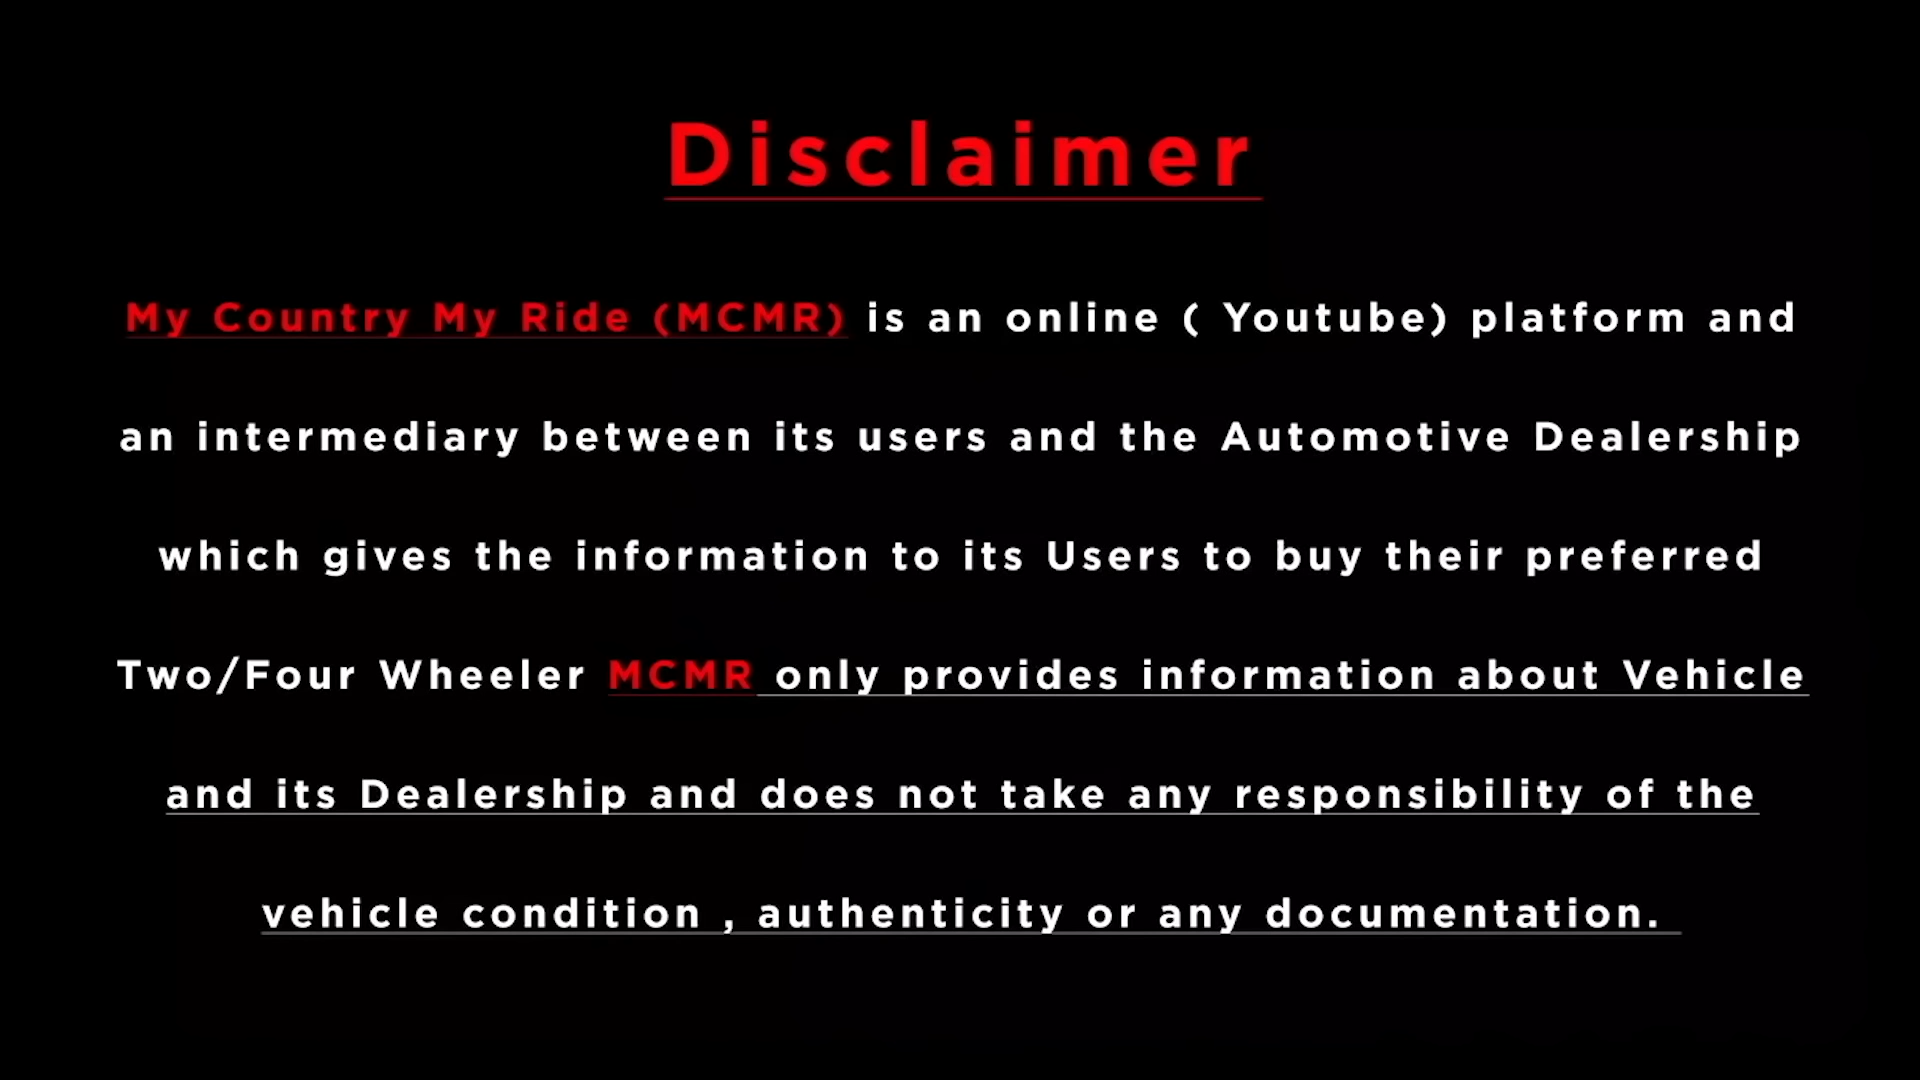 Disclaimer
My Country My Ride (MCMR) is an online ( Youtube) platform and
an intermediary between its users and the Automotive Dealership
which gives the information to its Users to buy their preferred
Two/Four Wheeler MCMR only provides information about Vehicle
and its Dealership and does not take any responsibility of the
vehicle condition , authenticity or any documentation.